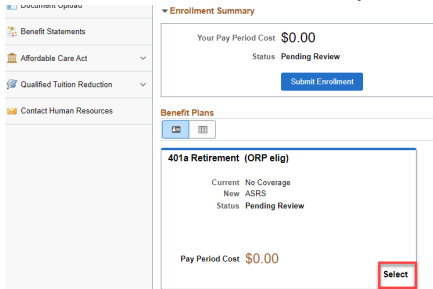 Document Upload
Enrollment Summary
Benefit Statements
Your Pay Period Cost $0.00
Status Pending Review
Affordable Care Act
Submit Enrollment
Qualified Tuition Reduction
Contact Human Resources
Benefit Plans
401a Retirement (ORP elig)
Current No Coverage
New ASRS
Status Pending Review
Pay Period Cost $0.00
Select